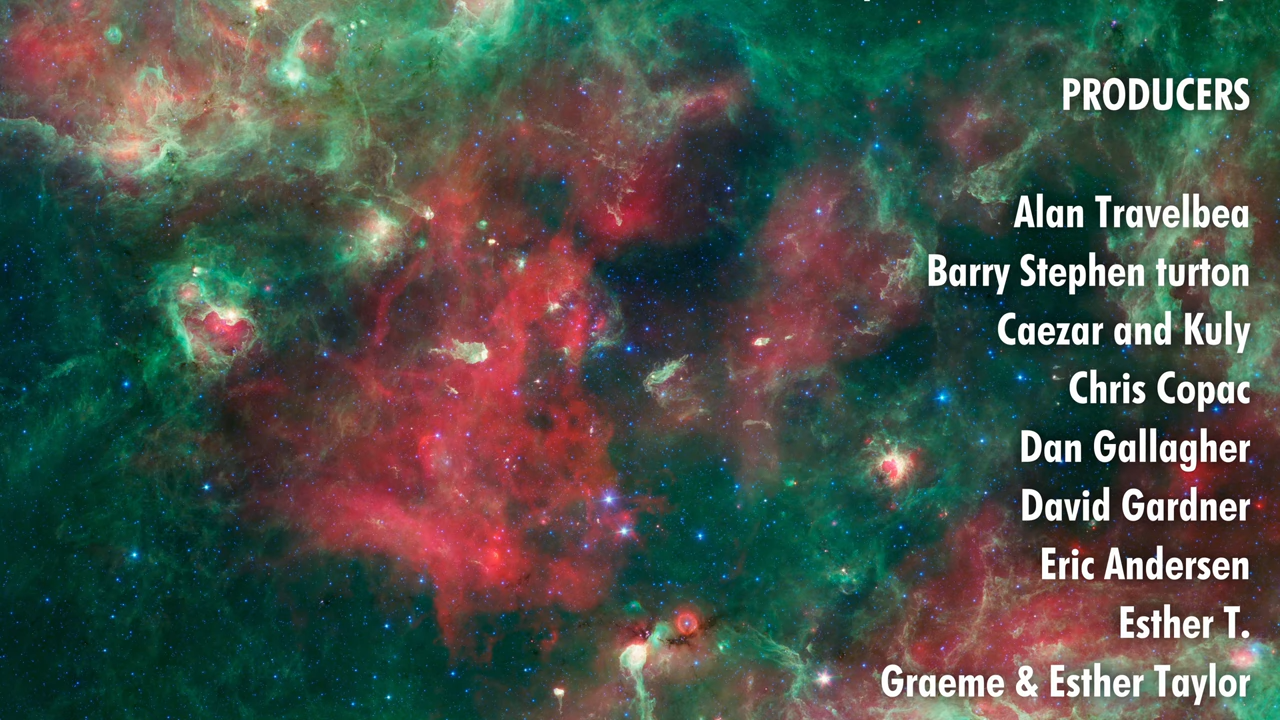 PRODUCERS
Alan Travelbea
Barry Stephen turton
Caezar and Kuly
Chris Copac
Dan Gallagher
David Gardner
Eric Andersen
Esther T.
Graeme & Esther Taylor